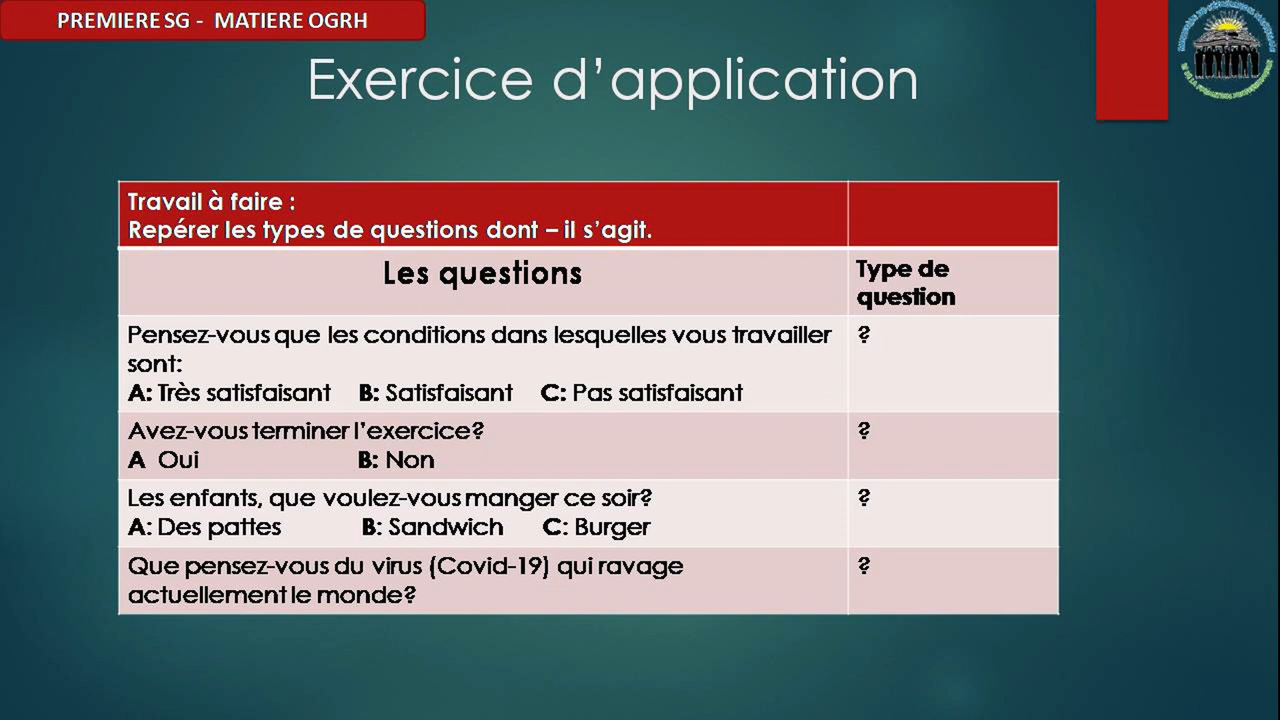 PREMIERE SG - MATIERE OGRH
Exercice d’application
Travail à faire :
Repérer les types de questions dont – il s’agit.
Les questions
Type de
question
Pensez-vous que les conditions dans lesquelles vous travailler
sont:
A: Très satisfaisant B: Satisfaisant C: Pas satisfaisant
?
Avez-vous terminer l’exercice?
A Oui B: Non
?
Les enfants, que voulez-vous manger ce soir?
A: Des pattes B: Sandwich C: Burger
?
Que pensez-vous du virus (Covid-19) qui ravage
actuellement le monde?
?